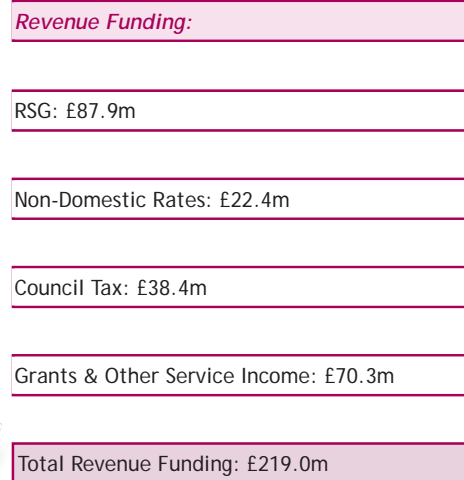 Revenue Funding:
RSG: £87.9m
Non-Domestic Rates: £22.4m
Council Tax: £38.4m
Grants & Other Service Income: £70.3m
Total Revenue Funding: £219.0m